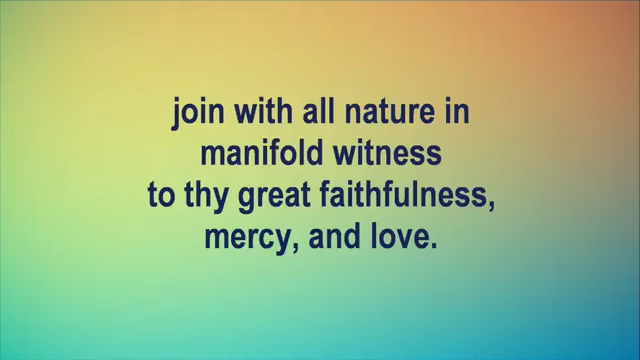 join with all nature in
manifold witness
to thy great faithfulness,
mercy, and love.